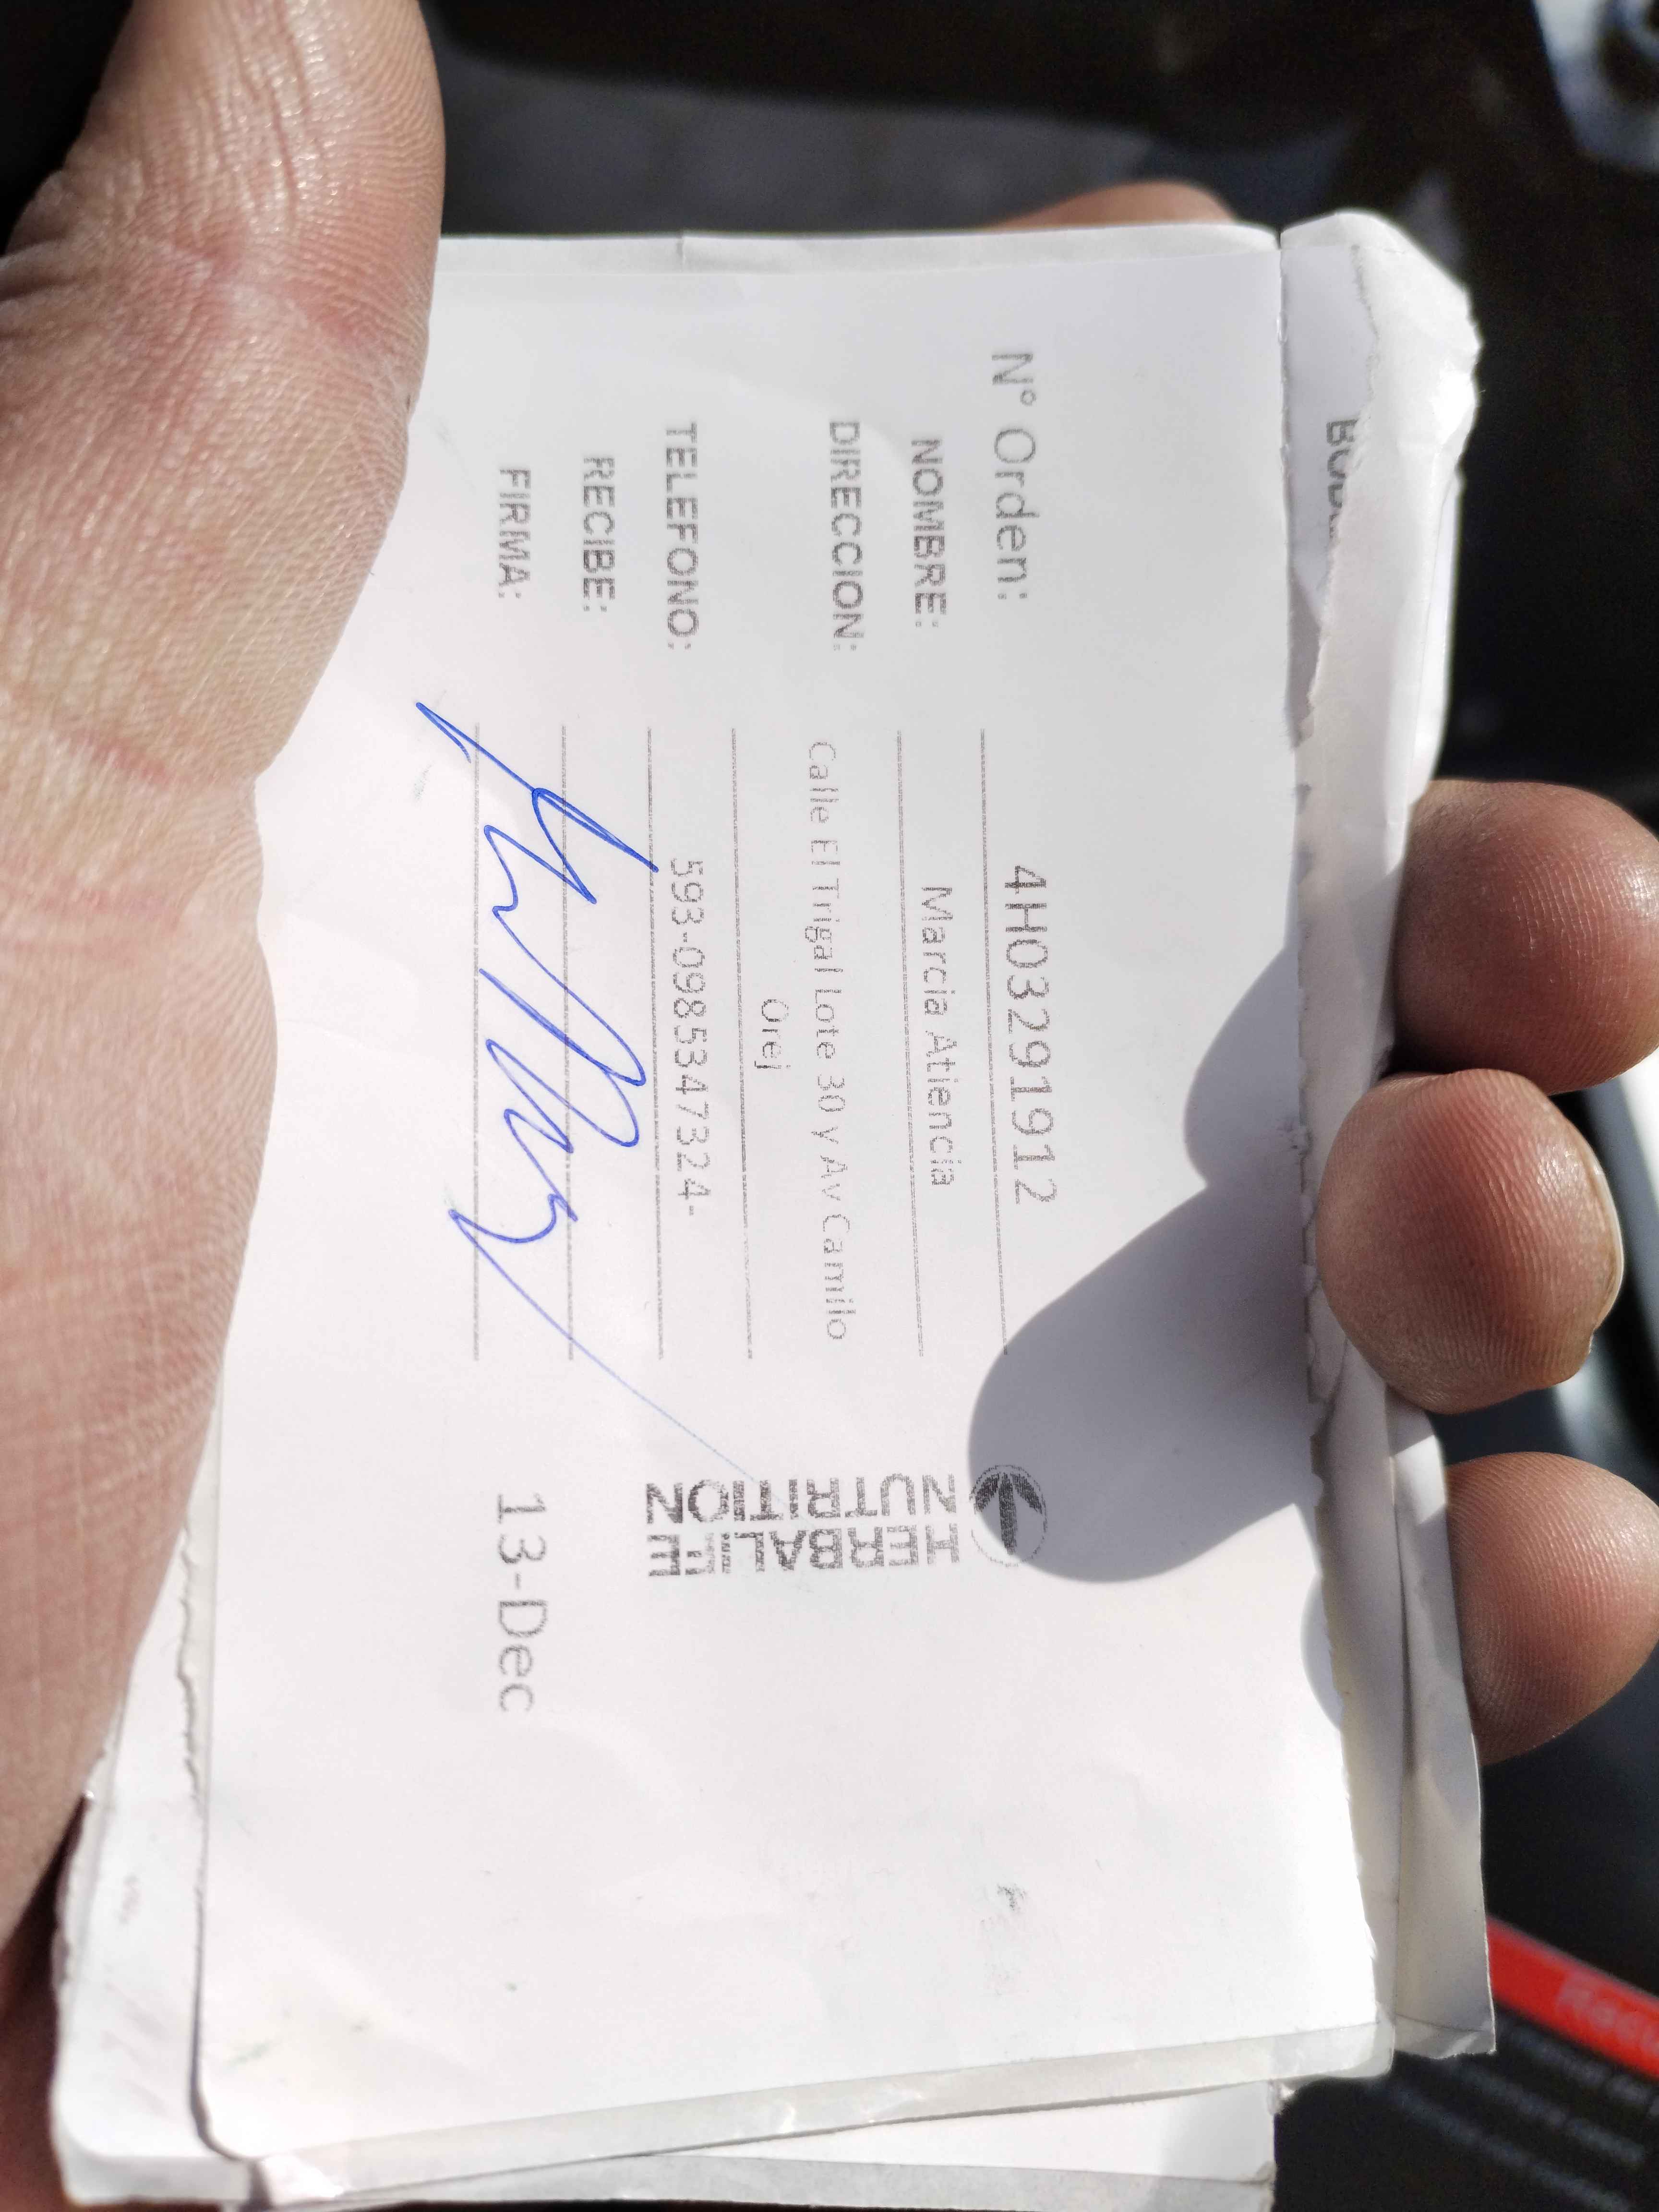 N° Orden: 4H03291912
NOMBRE: Marcia Atiencia
DIRECCION: Calle El Trigal Lote 30 y Av Camilo
Orej
TELEFONO: 593-0985347324-
RECIBE:
FIRMA:
HERBALIFE
NUTRITION
13-Dec